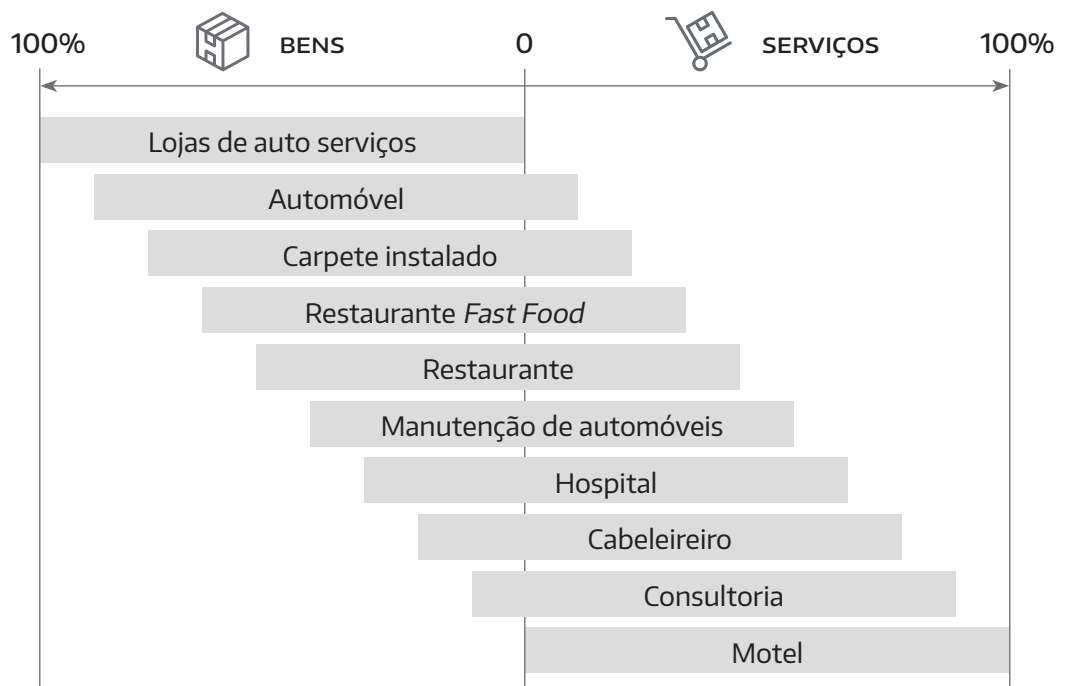 100% BENS 0 SERVIÇOS 100%
Lojas de auto serviços
Automóvel
Carpete instalado
Restaurante Fast Food
Restaurante
Manutenção de automóveis
Hospital
Cabeleireiro
Consultoria
Motel